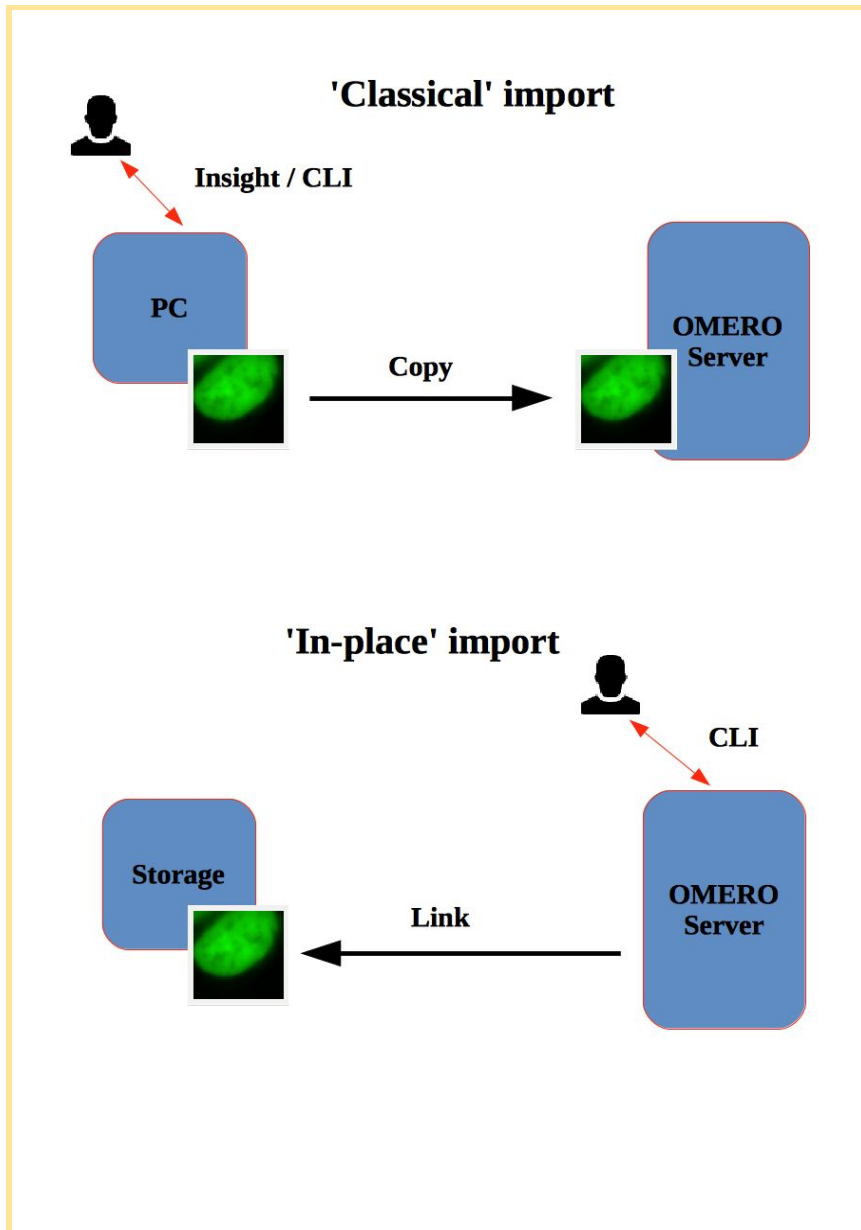 'Classical' import
Insight / CLI
PC
OMERO
Server
Copy
'In-place' import
CLI
Storage
OMERO
Server
Link